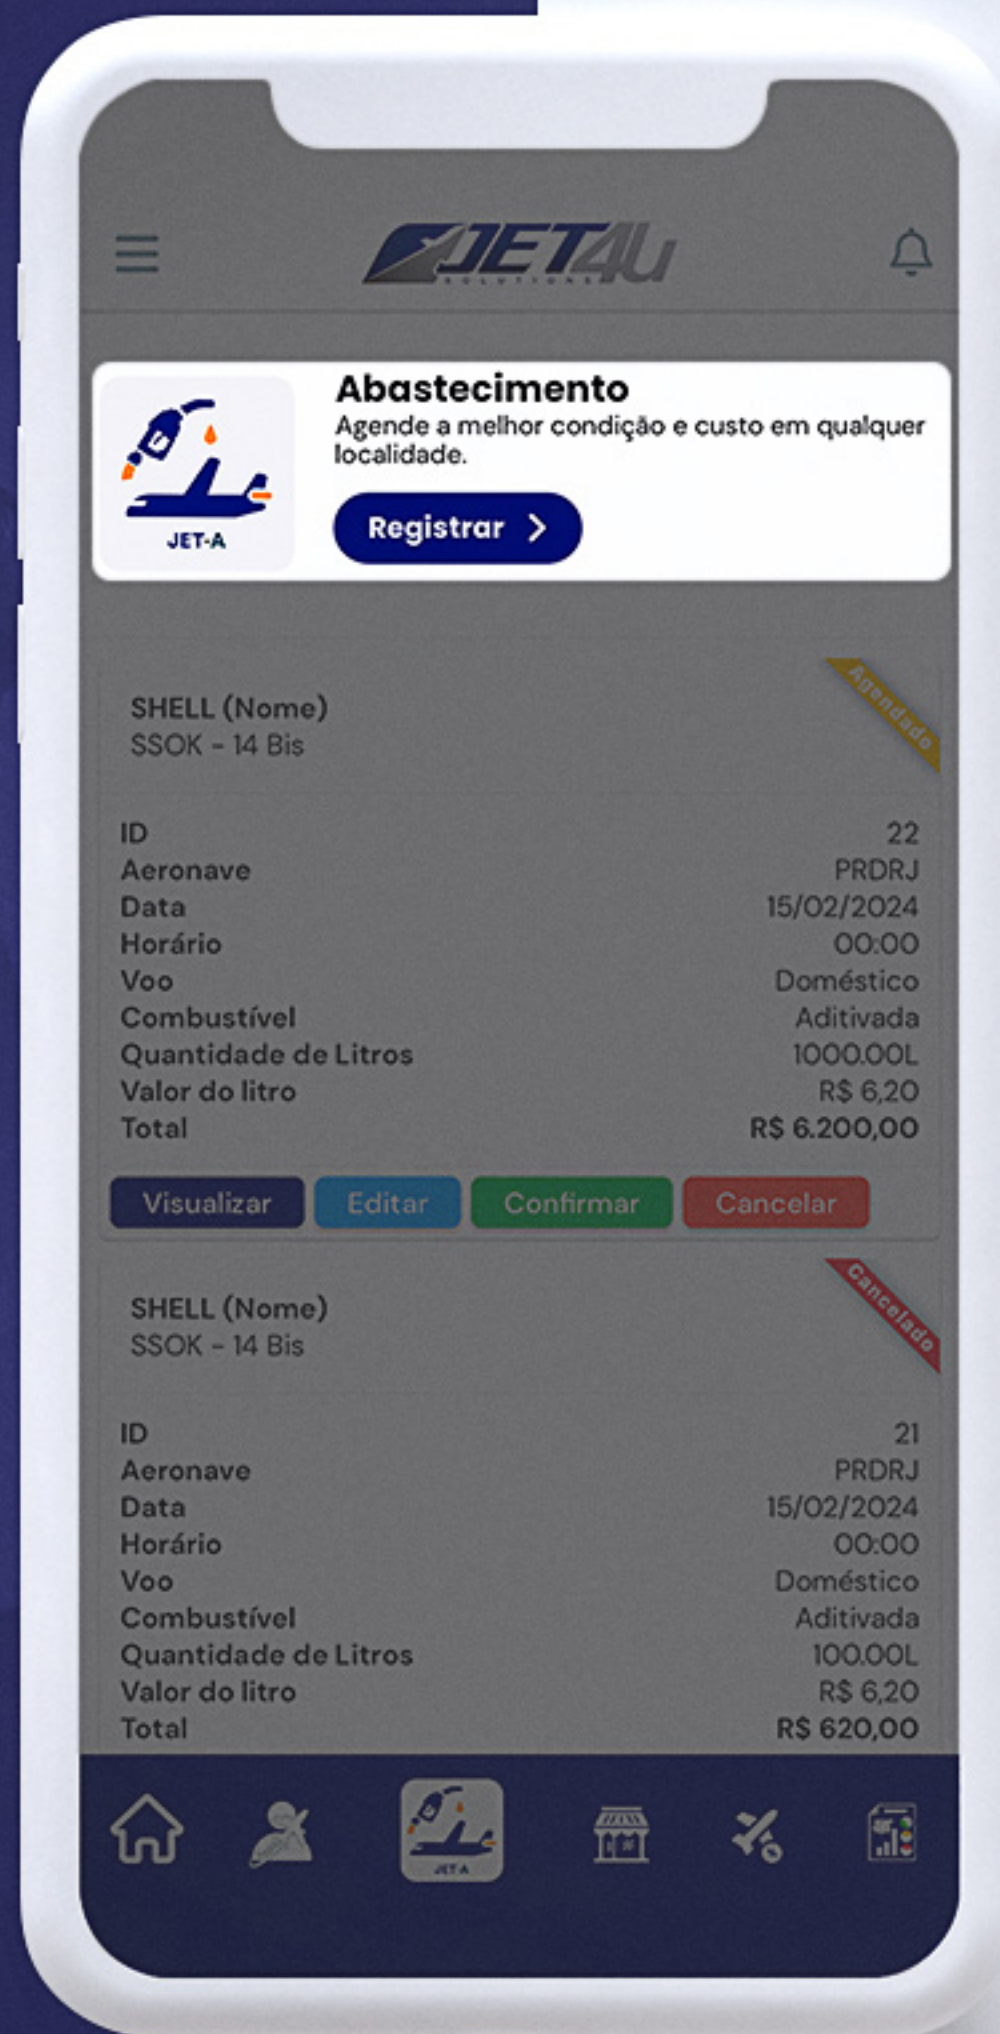 JET4U
SOLUTIONS
Abastecimento
Agende a melhor condição e custo em qualquer
localidade.
Registrar
JET-A
Agendado
SHELL (Nome)
SSOK - 14 Bis
ID 22
Aeronave PRDRJ
Data 15/02/2024
Horário 00:00
Voo Doméstico
Combustível Aditivada
Quantidade de Litros 1000.00L
Valor do litro R$ 6,20
Total R$ 6.200,00
Visualizar Editar Confirmar Cancelar
Cancelado
SHELL (Nome)
SSOK - 14 Bis
ID 21
Aeronave PRDRJ
Data 15/02/2024
Horário 00:00
Voo Doméstico
Combustível Aditivada
Quantidade de Litros 100.00L
Valor do litro R$ 6,20
Total R$ 620,00
JET-A